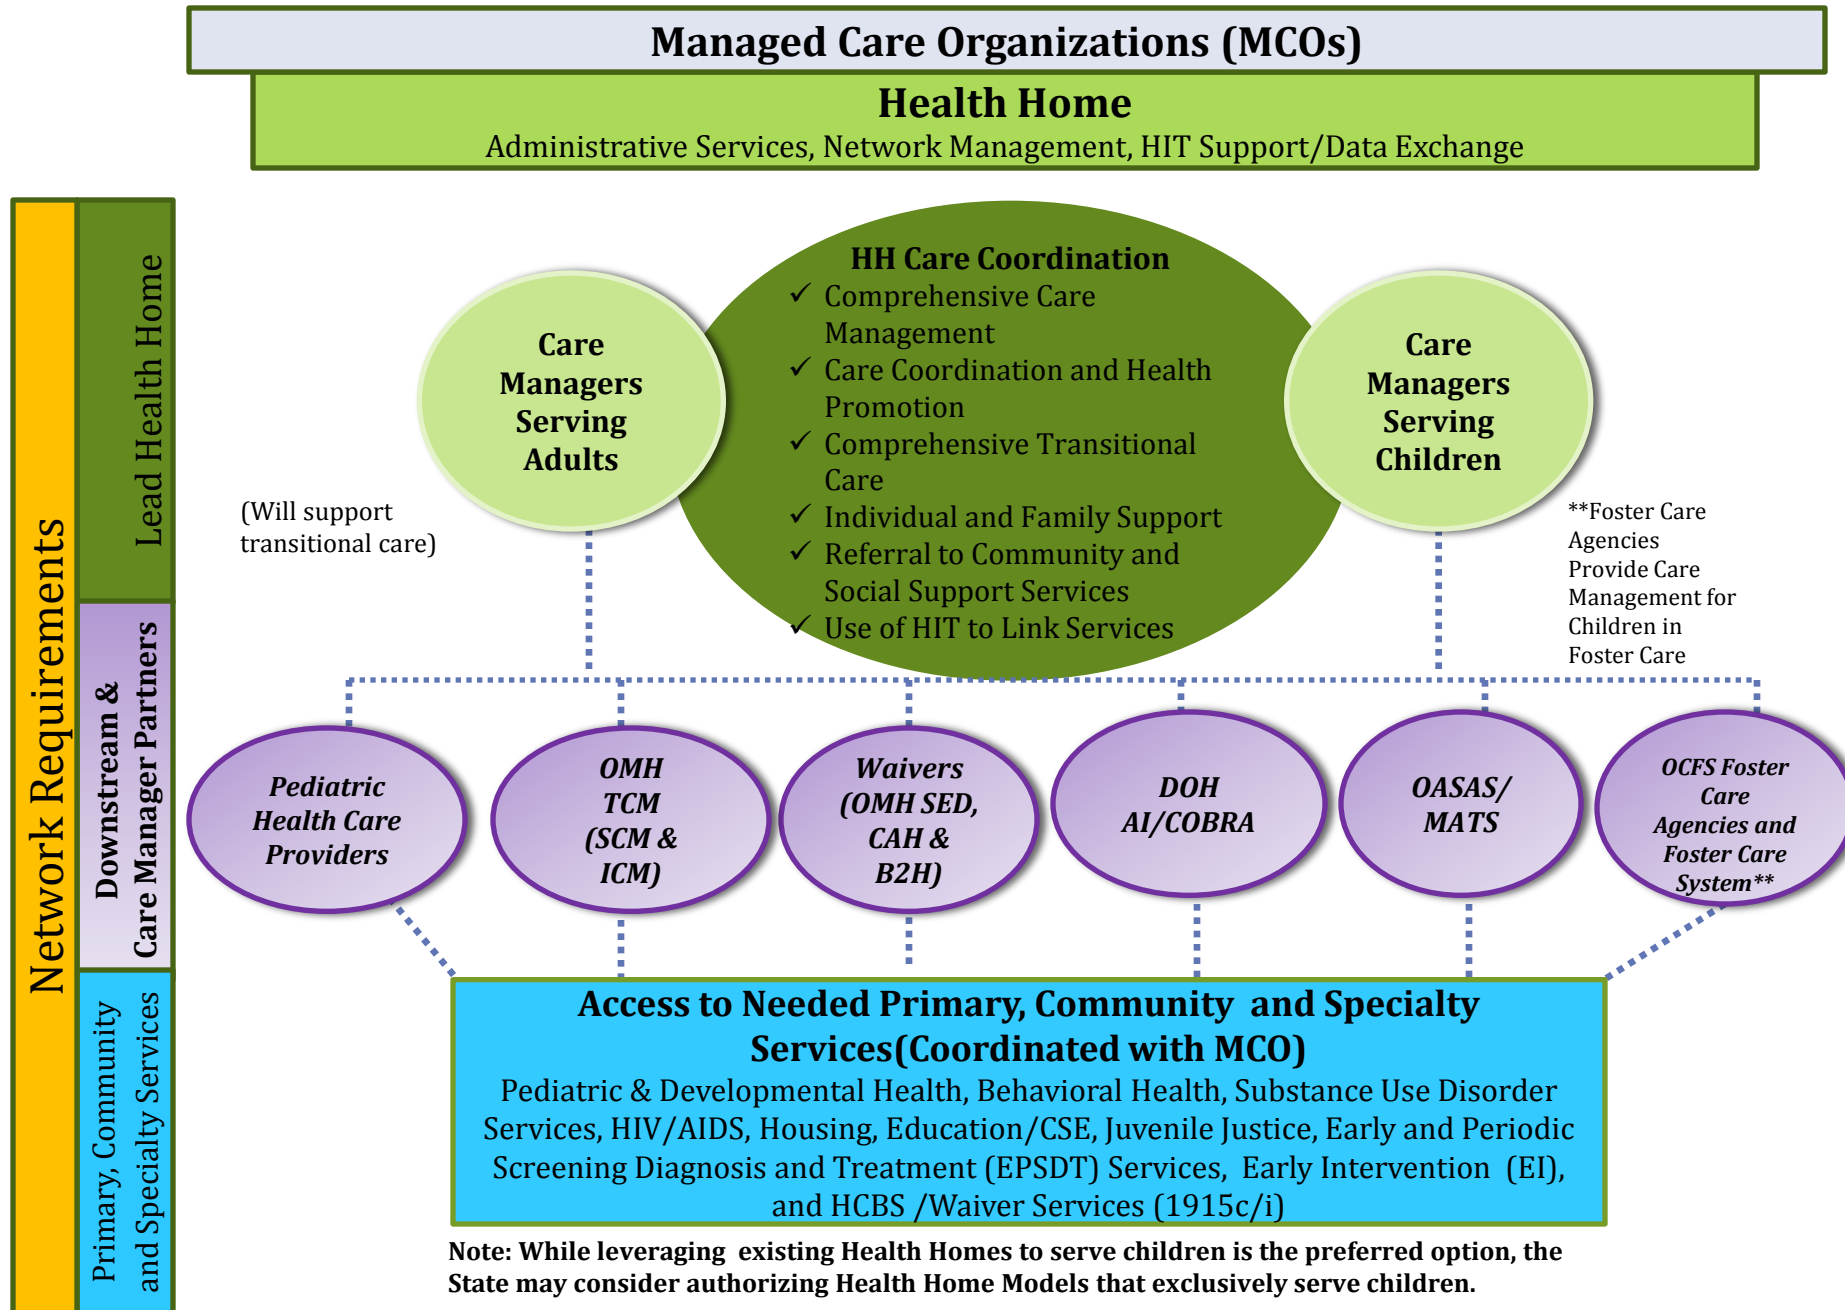 Managed Care Organizations (MCOs)
Health Home
Administrative Services, Network Management, HIT Support/Data Exchange
Network Requirements
Lead Health Home
Downstream &
Care Manager Partners
Primary, Community
and Specialty Services
Care
Managers
Serving
Adults
(Will support
transitional care)
HH Care Coordination
✓ Comprehensive Care
Management
✓ Care Coordination and Health
Promotion
✓ Comprehensive Transitional
Care
✓ Individual and Family Support
✓ Referral to Community and
Social Support Services
✓ Use of HIT to Link Services
Care
Managers
Serving
Children
**Foster Care
Agencies
Provide Care
Management for
Children in
Foster Care
Pediatric
Health Care
Providers
OMH
TCM
(SCM &
ICM)
Waivers
(OMH SED,
CAH &
B2H)
DOH
AI/COBRA
OASAS/
MATS
OCFS Foster
Care
Agencies and
Foster Care
System**
Access to Needed Primary, Community and Specialty
Services(Coordinated with MCO)
Pediatric & Developmental Health, Behavioral Health, Substance Use Disorder
Services, HIV/AIDS, Housing, Education/CSE, Juvenile Justice, Early and Periodic
Screening Diagnosis and Treatment (EPSDT) Services, Early Intervention (EI),
and HCBS /Waiver Services (1915c/i)
Note: While leveraging existing Health Homes to serve children is the preferred option, the
State may consider authorizing Health Home Models that exclusively serve children.